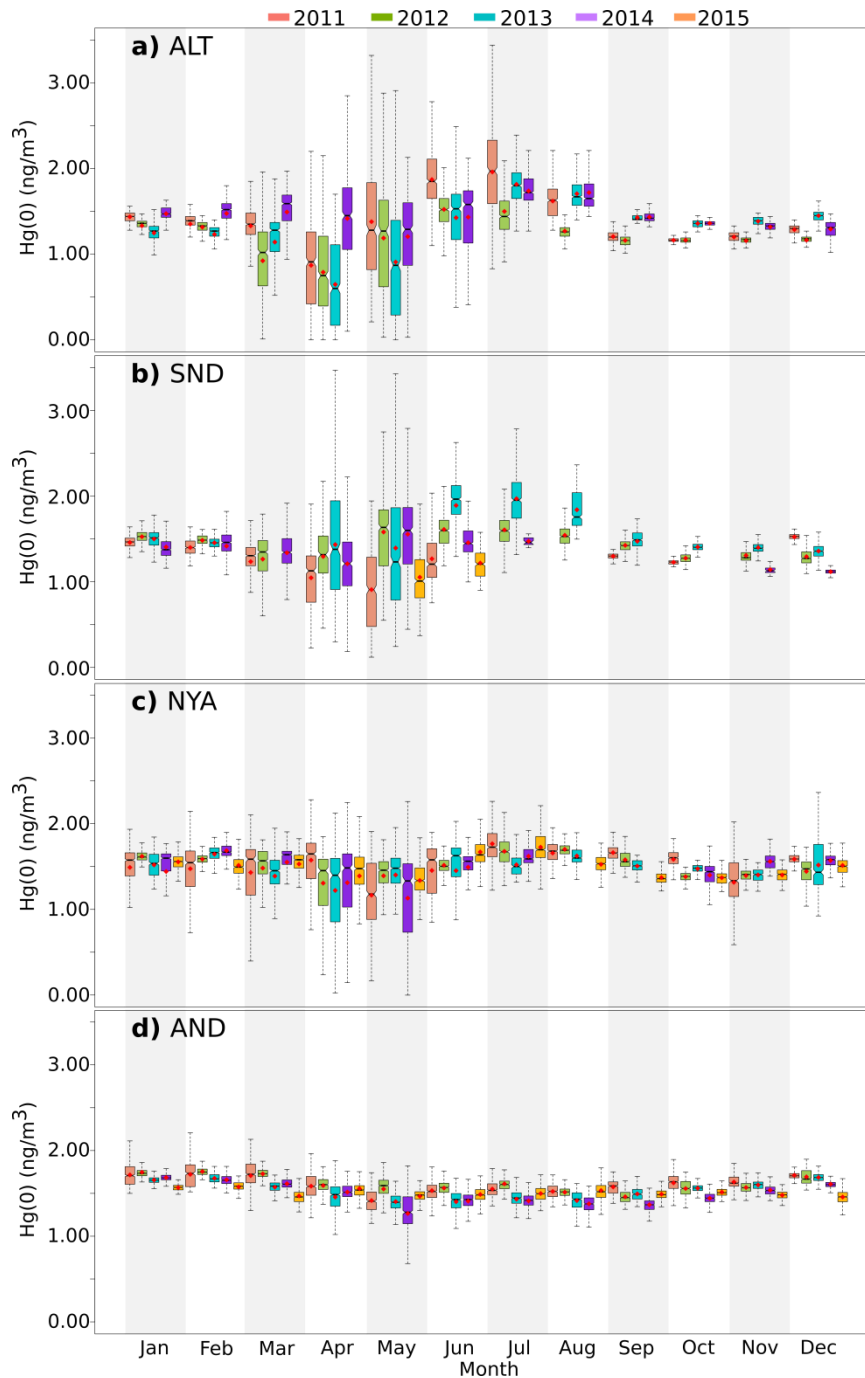 2011 2012 2013 2014 2015
a) ALT
3.00
2.00
1.00
0.00
Hg(0) (ng/m³)
b) SND
3.00
2.00
1.00
0.00
Hg(0) (ng/m³)
c) NYA
3.00
2.00
1.00
0.00
Hg(0) (ng/m³)
d) AND
3.00
2.00
1.00
0.00
Hg(0) (ng/m³)
Jan Feb Mar Apr May Jun Jul Aug Sep Oct Nov Dec
Month